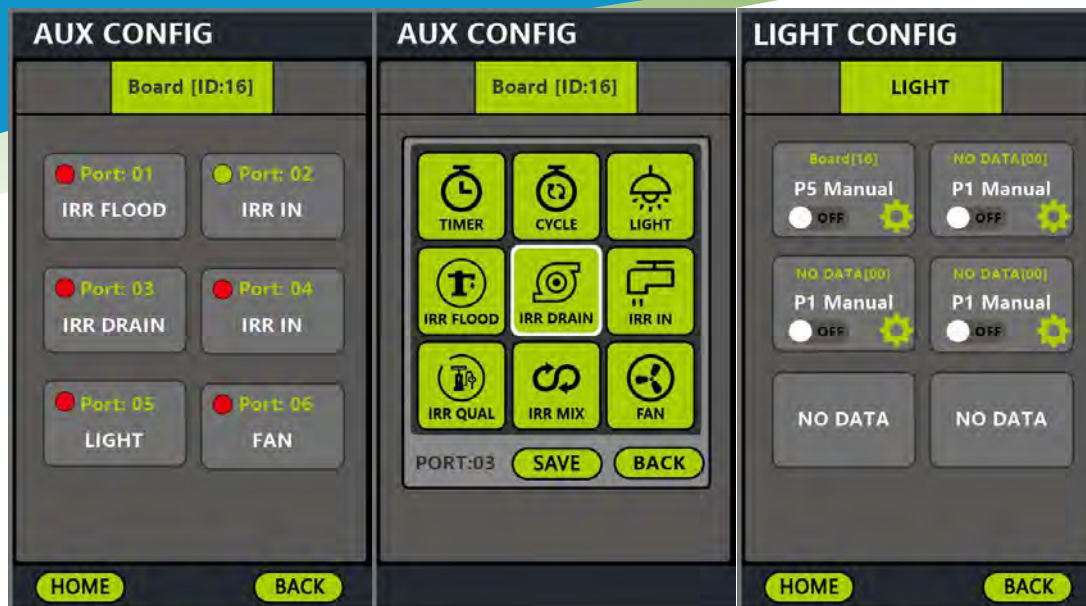 AUX CONFIG
Board [ID:16]
Port: 01
IRR FLOOD
Port: 02
IRR IN
Port: 03
IRR DRAIN
Port: 04
IRR IN
Port: 05
LIGHT
Port: 06
FAN
HOME
BACK
AUX CONFIG
Board [ID:16]
TIMER
CYCLE
LIGHT
IRR FLOOD
IRR DRAIN
IRR IN
IRR QUAL
IRR MIX
FAN
PORT:03
SAVE
BACK
LIGHT CONFIG
LIGHT
Board[16]
P5 Manual
OFF
NO DATA[00]
P1 Manual
OFF
NO DATA[00]
P1 Manual
OFF
NO DATA[00]
P1 Manual
OFF
NO DATA
NO DATA
HOME
BACK